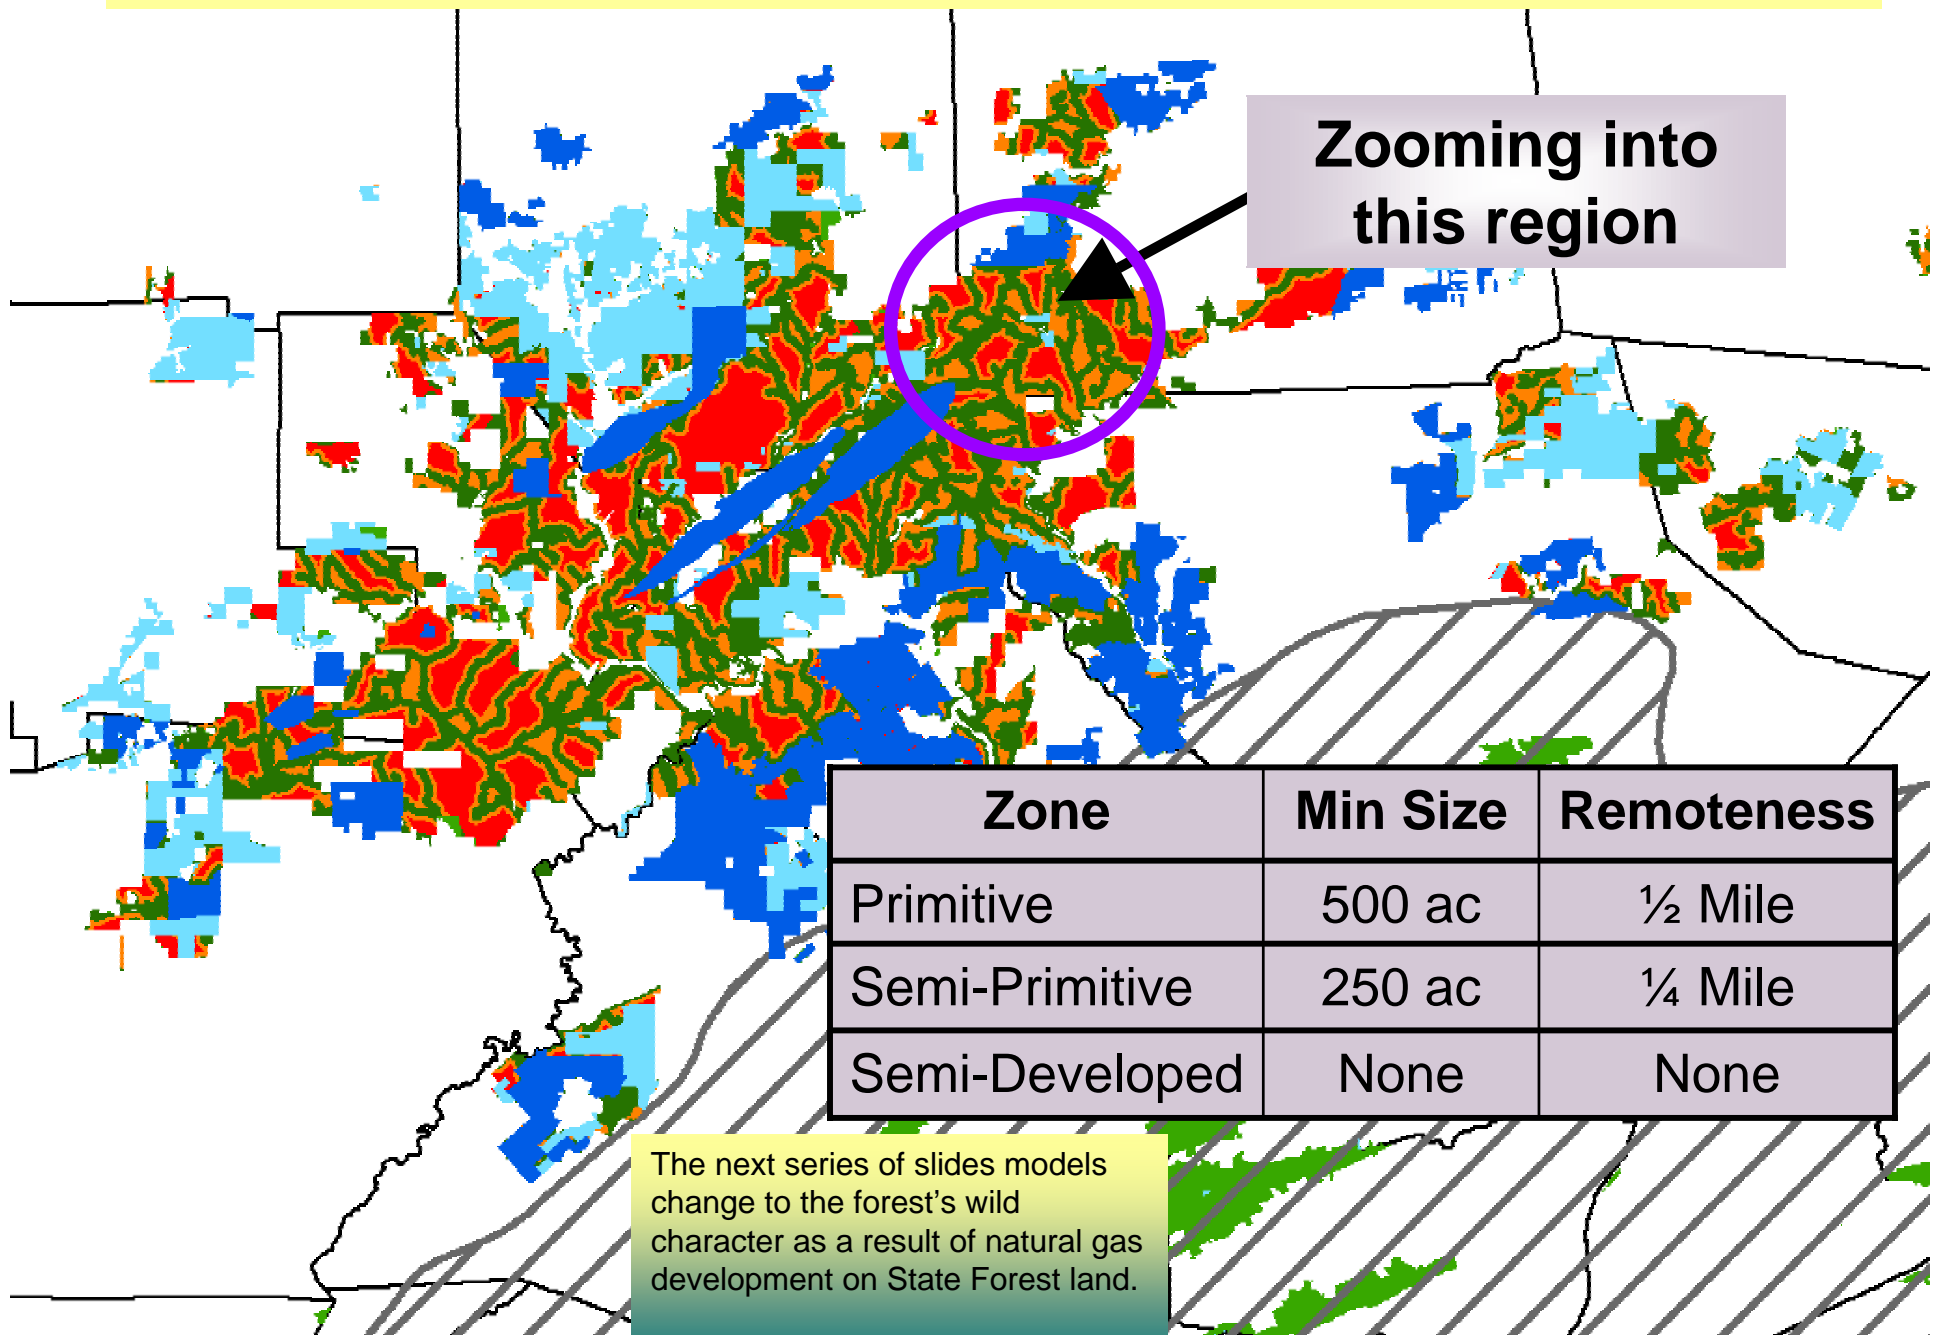 Zooming into
this region
Zone Min Size Remoteness
Primitive 500 ac ½ Mile
Semi-Primitive 250 ac ¼ Mile
Semi-Developed None None
The next series of slides models
change to the forest's wild
character as a result of natural gas
development on State Forest land.